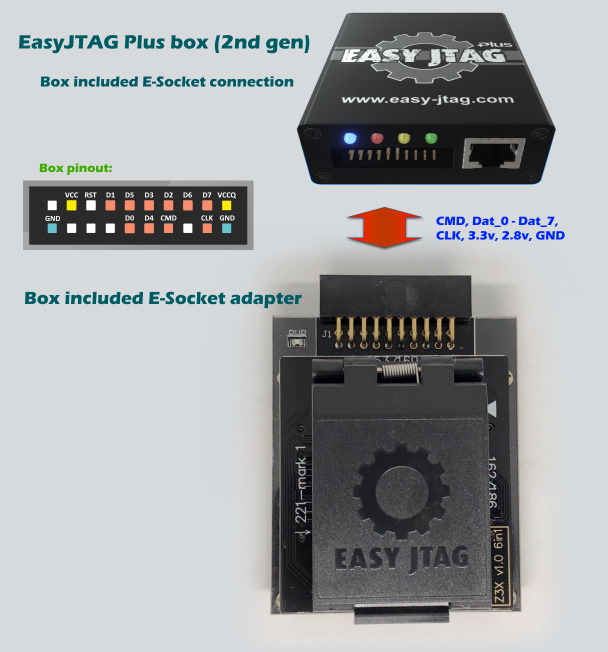 EasyJTAG Plus box (2nd gen)
Box included E-Socket connection
Plus
EASY JTAG
www.easy-jtag.com
Box pinout:
VCC RST D1 D5 D3 D2 D6 D7 VCCQ
GND D0 D4 CMD CLK GND
CMD, Dat_0 - Dat_7,
CLK, 3.3v, 2.8v, GND
Box included E-Socket adapter
J1
221-mark 1
162/186
EASY JTAG
Z3X v1.0 6in1